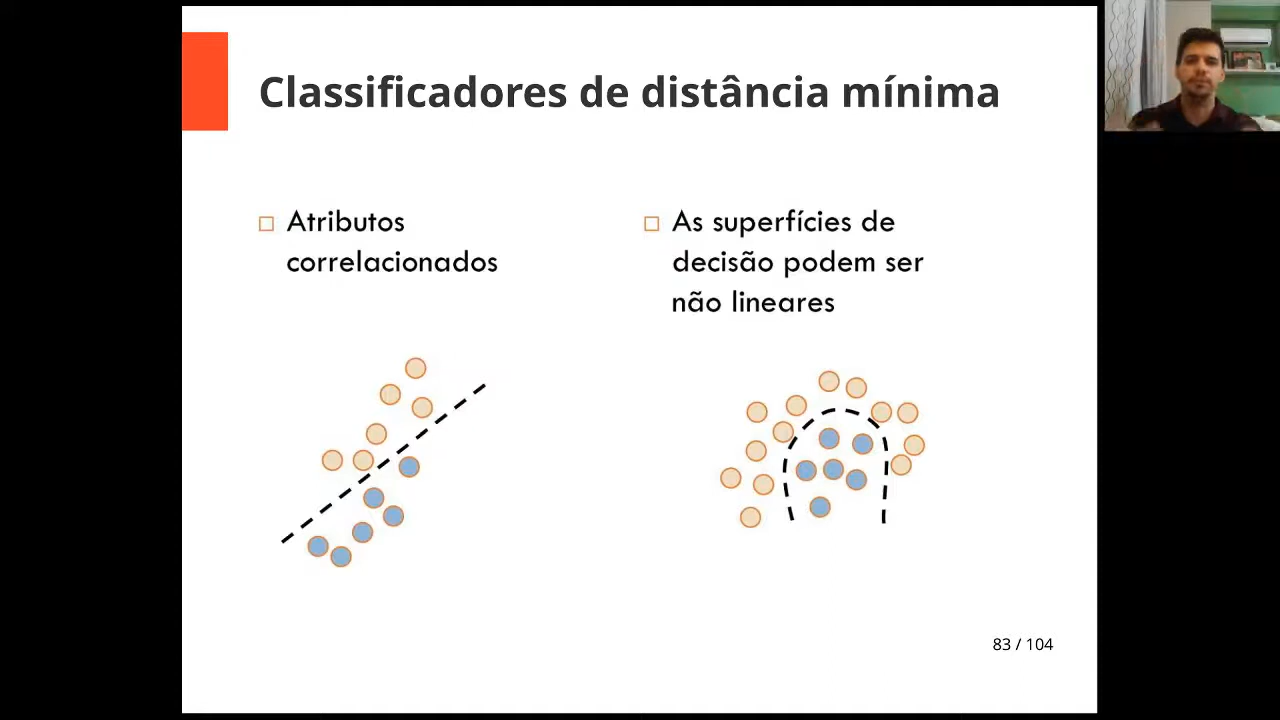 Classificadores de distância mínima
Atributos
correlacionados
As superfícies de
decisão podem ser
não lineares
83 / 104